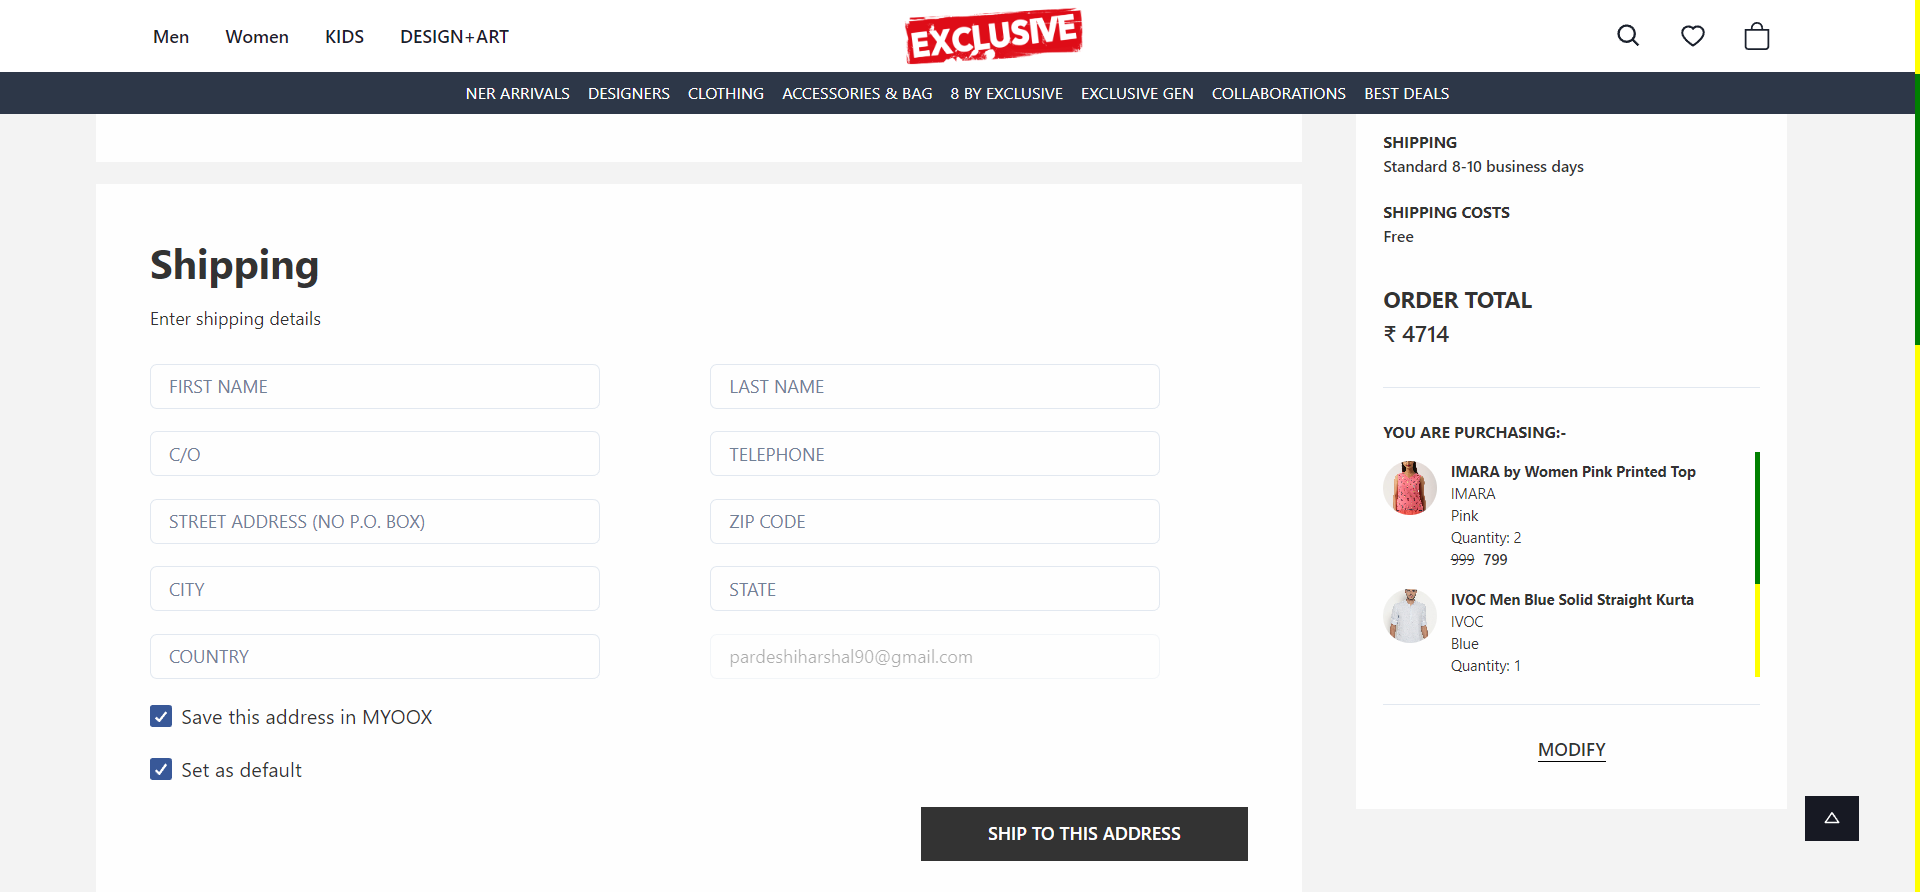 Men Women KIDS DESIGN+ART
EXCLUSIVE
NER ARRIVALS DESIGNERS CLOTHING ACCESSORIES & BAG 8 BY EXCLUSIVE EXCLUSIVE GEN COLLABORATIONS BEST DEALS
Shipping
Enter shipping details
FIRST NAME
LAST NAME
C/O
TELEPHONE
STREET ADDRESS (NO P.O. BOX)
ZIP CODE
CITY
STATE
COUNTRY
pardeshiharshal90@gmail.com
Save this address in MYOOX
Set as default
SHIP TO THIS ADDRESS
SHIPPING
Standard 8-10 business days
SHIPPING COSTS
Free
ORDER TOTAL
₹ 4714
YOU ARE PURCHASING:-
IMARA by Women Pink Printed Top
IMARA
Pink
Quantity: 2
999 799
IVOC Men Blue Solid Straight Kurta
IVOC
Blue
Quantity: 1
MODIFY